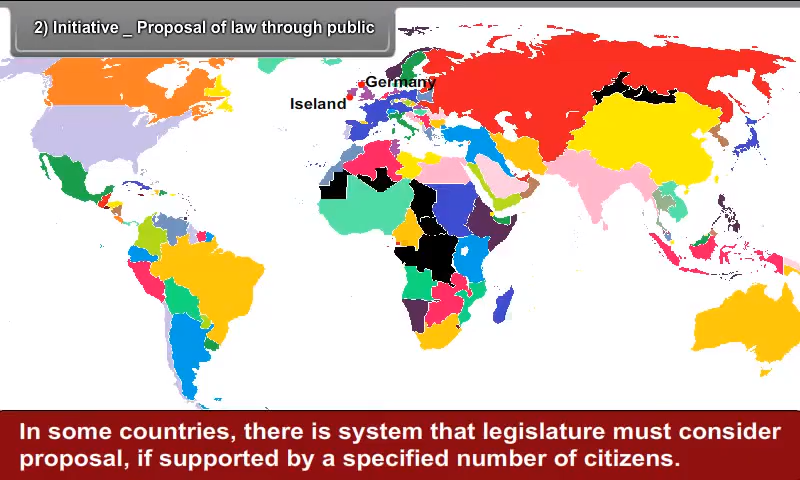 2) Initiative _ Proposal of law through public
Germany
Iseland
In some countries, there is system that legislature must consider
proposal, if supported by a specified number of citizens.